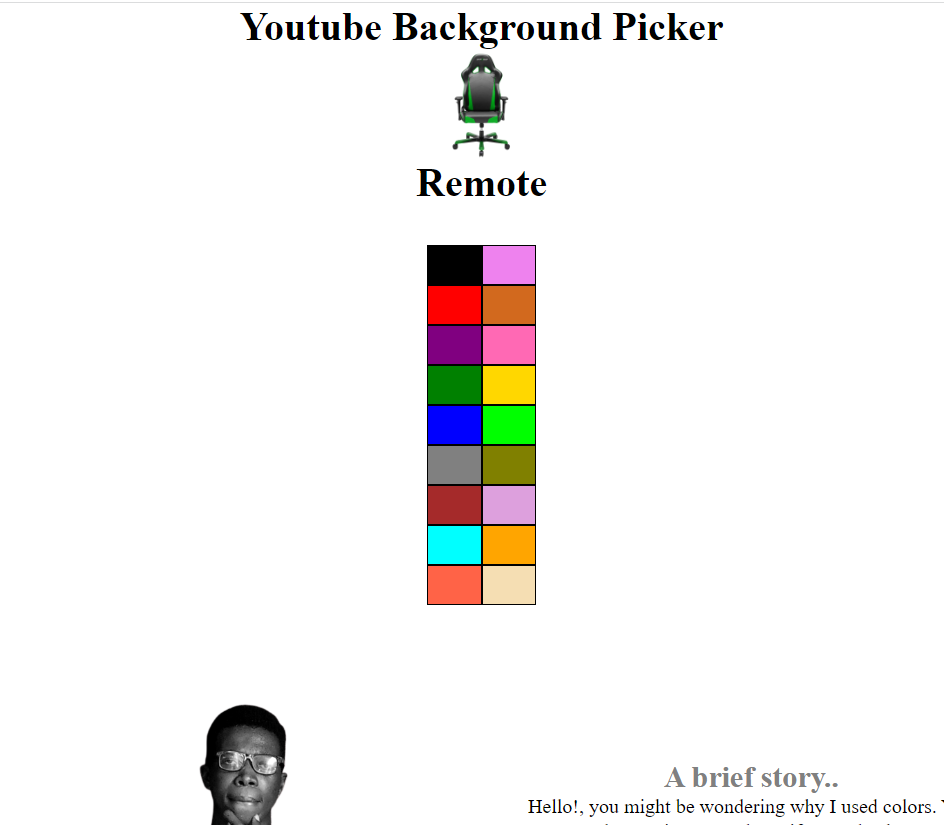 Youtube Background Picker
Remote
A brief story..
Hello!, you might be wondering why I used colors.